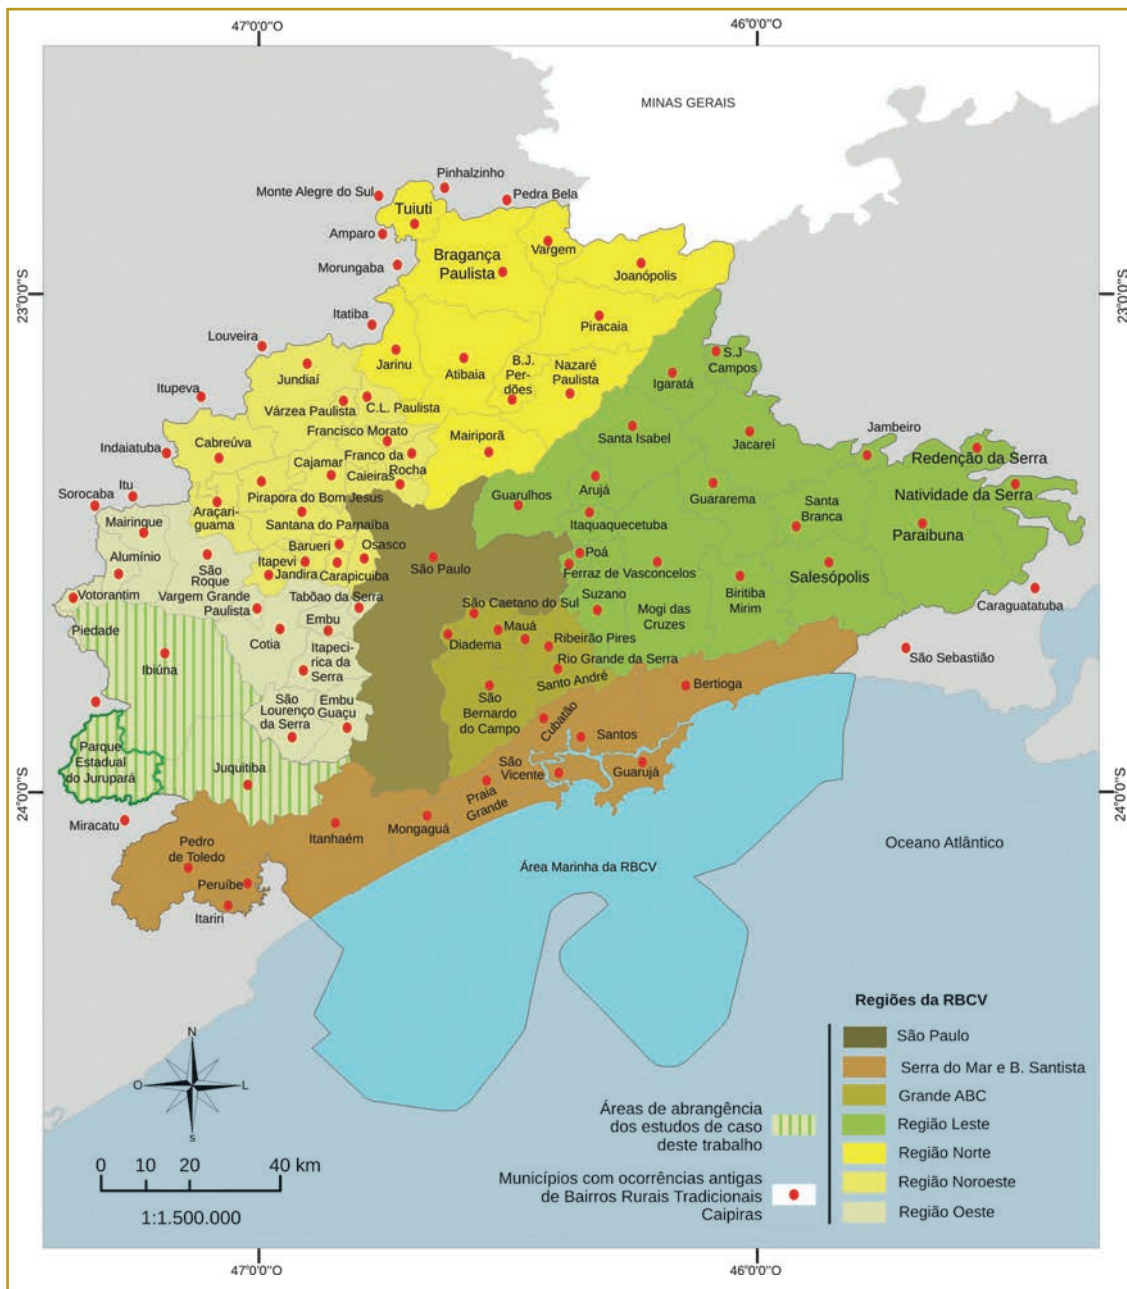 47°0'0"O
46°0'0"O
MINAS GERAIS
Pinhalzinho
Monte Alegre do Sul
Pedra Bela
Tuiuti
Amparo
Vargem
Bragança
Paulista
Morungaba
Joanópolis
23°0'0"S
23°0'0"S
Itatiba
Piracaia
Louveira
Jarinu
Atibaia
B.J.
Per-
dões
Nazaré
Paulista
S.J
Campos
Igaratá
Jundiaí
Itupeva
Várzea Paulista
C.L. Paulista
Francisco Morato
Mairiporã
Santa Isabel
Jacareí
Jambeiro
Indaiatuba
Cabreúva
Cajamar
Franco da
Rocha
Caieiras
Redenção da Serra
Itu
Sorocaba
Pirapora do Bom Jesus
Guarulhos
Arujá
Guararema
Natividade da Serra
Araçari-
guama
Santana do Parnaíba
Itaquaquecetuba
Santa
Branca
Paraibuna
Mairinque
Barueri
Osasco
Alumínio
São
Roque
Itapevi
Jandira
Carapicuiba
São Paulo
Poá
Ferraz de Vasconcelos
Salesópolis
Votorantim
Vargem Grande
Paulista
Tabõao da Serra
Suzano
Biritiba
Mirim
Caraguatatuba
Piedade
Cotia
Embu
São Caetano do Sul
Mogi das
Cruzes
Mauá
Diadema
Ribeirão Pires
Ibiúna
Itapeci-
rica da
Serra
Rio Grande da Serra
São Sebastião
Santo André
Bertioga
São
Lourenço
da Serra
Embu
Guaçu
São
Bernardo
do Campo
Cubatão
Santos
Parque
Estadual
do Jurupará
Juquitiba
São
Vicente
Guarujá
24°0'0"S
24°0'0"S
Praia
Grande
Miracatu
Itanhaém
Mongaguá
Pedro
de Toledo
Peruíbe
Itariri
Área Marinha da RBCV
Oceano Atlântico
Regiões da RBCV
São Paulo
Serra do Mar e B. Santista
Grande ABC
Região Leste
Região Norte
Região Noroeste
Região Oeste
Áreas de abrangência
dos estudos de caso
deste trabalho
Municípios com ocorrências antigas
de Bairros Rurais Tradicionais
Caipiras
N
O
L
S
0 10 20 40 km
1:1.500.000
47°0'0"O
46°0'0"O